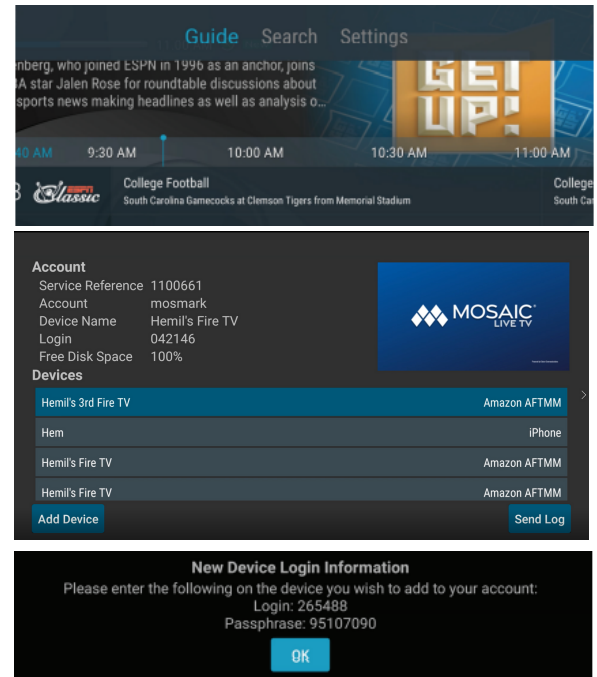 Guide Search Settings
nberg, who joined ESPN in 1996 as an anchor, joins
A star Jalen Rose for roundtable discussions about
sports news making headlines as well as analysis o...
GET
UP!
40 AM 9:30 AM 10:00 AM 10:30 AM 11:00 AM
3 ESPN Classic College Football College
South Carolina Gamecocks at Clemson Tigers from Memorial Stadium South Ca
Account
Service Reference 1100661
Account mosmark
Device Name Hemil's Fire TV
Login 042146
Free Disk Space 100%
MOSAIC
LIVE TV
Devices
Hemil's 3rd Fire TV Amazon AFTMM
Hem iPhone
Hemil's Fire TV Amazon AFTMM
Hemil's Fire TV Amazon AFTMM
Add Device Send Log
New Device Login Information
Please enter the following on the device you wish to add to your account:
Login: 265488
Passphrase: 95107090
OK